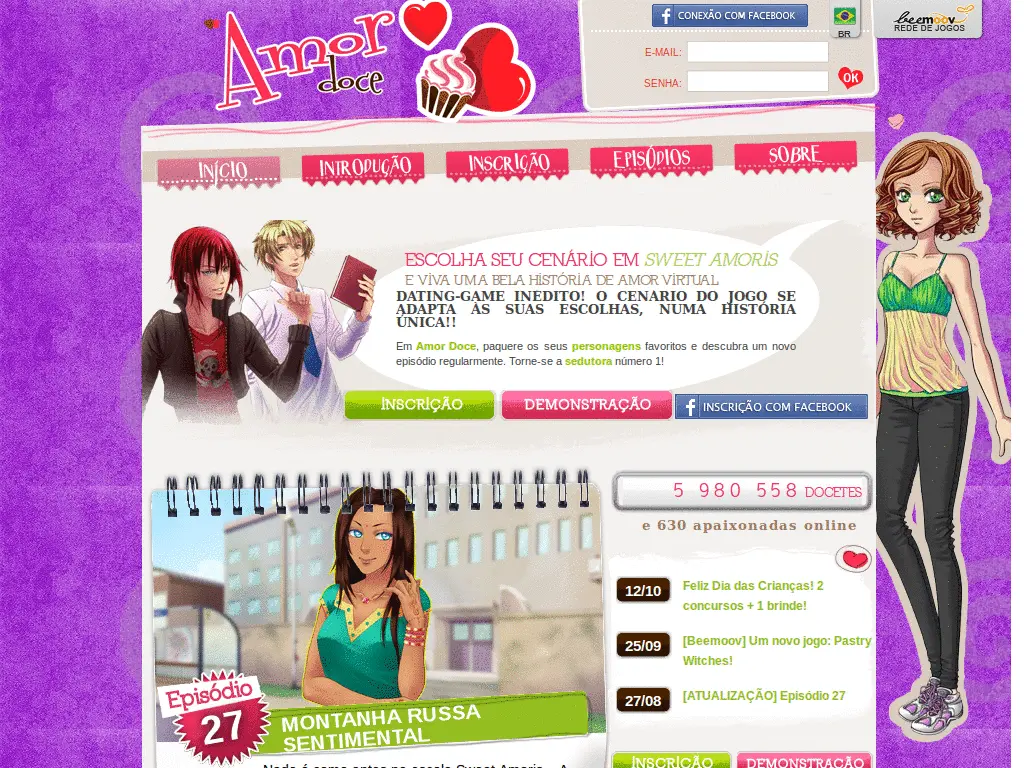 Amor
doce
CONEXÃO COM FACEBOOK
BR
beemoov
REDE DE JOGOS
E-MAIL:
SENHA:
OK
INÍCIO
INTRODUÇÃO
INSCRIÇÃO
EPISÓDIOS
SOBRE
ESCOLHA SEU CENÁRIO EM SWEET AMORIS
E VIVA UMA BELA HISTÓRIA DE AMOR VIRTUAL
DATING-GAME INEDITO! O CENARIO DO JOGO SE
ADAPTA ÀS SUAS ESCOLHAS, NUMA HISTÓRIA
ÚNICA!!
Em Amor Doce, paquere os seus personagens favoritos e descubra um novo
episódio regularmente. Torne-se a sedutora número 1!
INSCRIÇÃO
DEMONSTRAÇÃO
INSCRIÇÃO COM FACEBOOK
5 980 558 DOCETES
e 630 apaixonadas online
12/10
Feliz Dia das Crianças! 2
concursos + 1 brinde!
25/09
[Beemoov] Um novo jogo: Pastry
Witches!
27/08
[ATUALIZAÇÃO] Episódio 27
Episódio
27
MONTANHA RUSSA
SENTIMENTAL
INSCRIÇÃO
DEMONSTRAÇÃO
Nada é como antes na escola Sweet Amoris... A